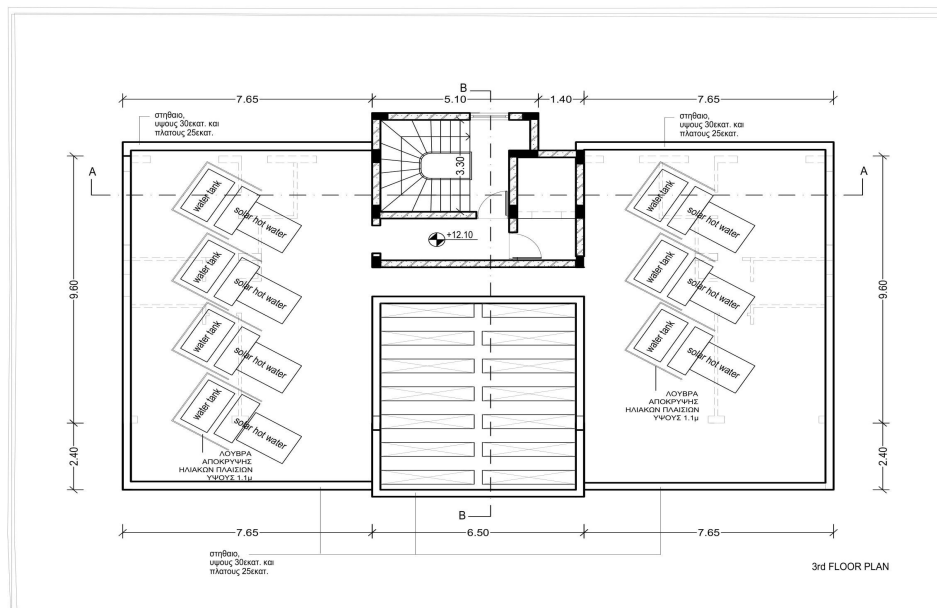 B
7.65
5.10
1.40
7.65
στηθαιο,
υψους 30εκατ. και
πλατους 25εκατ.
στηθαιο,
υψους 30εκατ. και
πλατους 25εκατ.
A
A
3.30
water tank
solar hot water
water tank
solar hot water
+12.10
9.60
9.60
water tank
solar hot water
water tank
solar hot water
water tank
solar hot water
water tank
solar hot water
water tank
solar hot water
ΛΟΥΒΡΑ
ΑΠΟΚΡΥΨΗΣ
ΗΛΙΑΚΩΝ ΠΛΑΙΣΙΩΝ
ΥΨΟΥΣ 1.1μ
ΛΟΥΒΡΑ
ΑΠΟΚΡΥΨΗΣ
ΗΛΙΑΚΩΝ ΠΛΑΙΣΙΩΝ
ΥΨΟΥΣ 1.1μ
2.40
2.40
B
7.65
6.50
7.65
στηθαιο,
υψους 30εκατ. και
πλατους 25εκατ.
3rd FLOOR PLAN